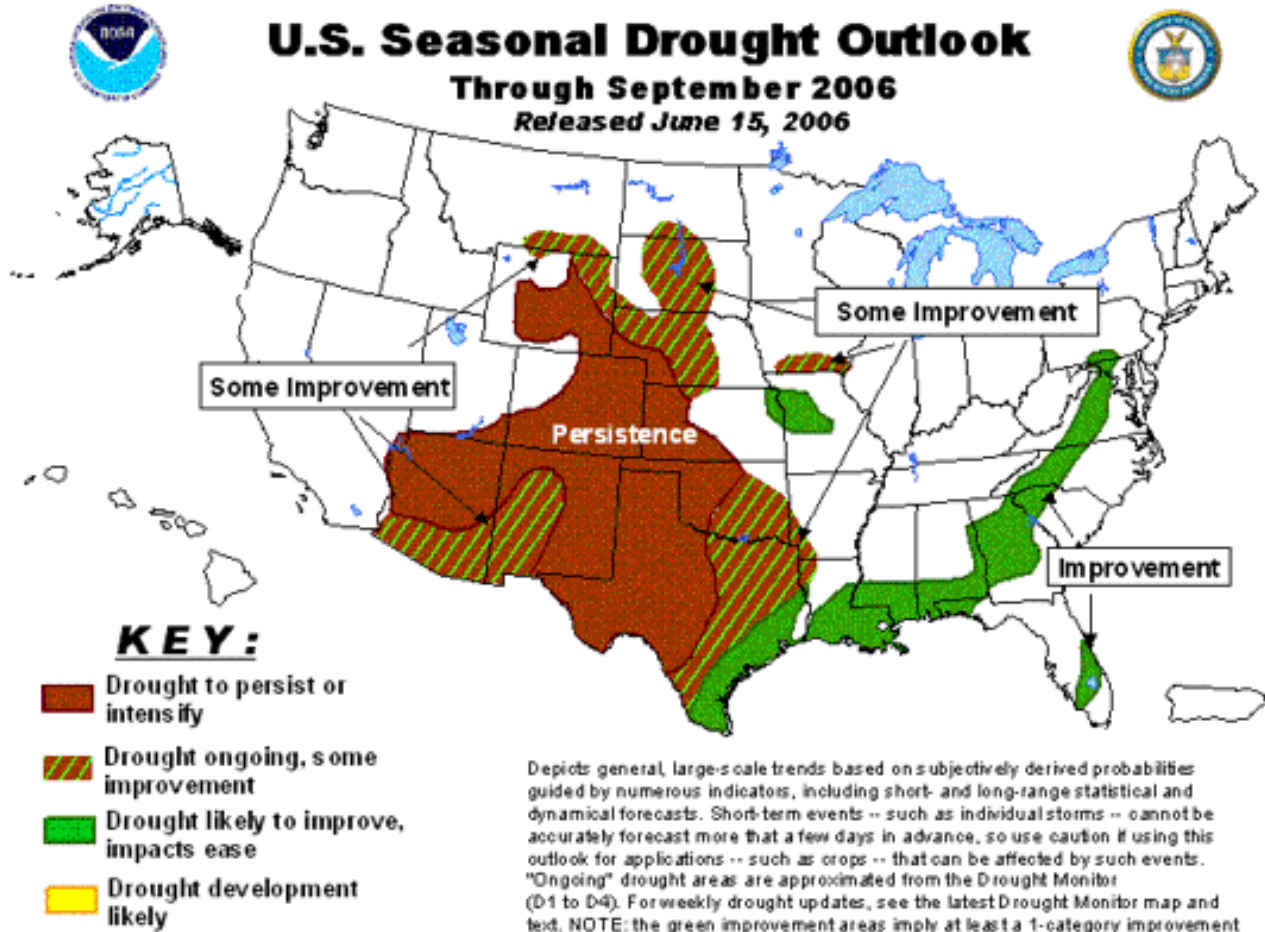 NOAA
U.S. Seasonal Drought Outlook
Through September 2006
Released June 15, 2006
Some Improvement
Some Improvement
Persistence
Improvement
KEY:
Drought to persist or
intensify
Drought ongoing, some
improvement
Drought likely to improve,
impacts ease
Drought development
likely
Depicts general, large-scale trends based on subjectively derived probabilities
guided by numerous indicators, including short- and long-range statistical and
dynamical forecasts. Short-term events -- such as individual storms -- cannot be
accurately forecast more that a few days in advance, so use caution if using this
outlook for applications -- such as crops -- that can be affected by such events.
"Ongoing" drought areas are approximated from the Drought Monitor
(D1 to D4). For weekly drought updates, see the latest Drought Monitor map and
text. NOTE: the green improvement areas imply at least a 1-category improvement